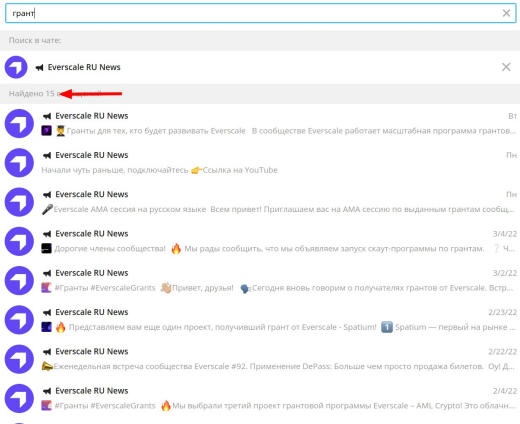 грант
Поиск в чате:
Everscale RU News
Найдено 15
Everscale RU News Вт
Гранты для тех, кто будет развивать Everscale В сообществе Everscale работает масштабная программа грантов...
Everscale RU News Пн
Начали чуть раньше, подключайтесь 👉Ссылка на YouTube
Everscale RU News Пн
🎤Everscale AMA сессия на русском языке Всем привет! Приглашаем вас на AMA сессию по выданным грантам сообщ...
Everscale RU News 3/4/22
Дорогие члены сообщества! 🔥 Мы рады сообщить, что мы объявляем запуск скаут-программы по грантам. ❔ Ч...
Everscale RU News 3/2/22
#Гранты #EverscaleGrants 👋Привет, друзья! 🗣Сегодня вновь говорим о получателях грантов от Everscale. Встр...
Everscale RU News 2/23/22
🔥 Представляем вам еще один проект, получивший грант от Everscale - Spatium! 1️⃣ Spatium — первый на рынке ...
Everscale RU News 2/22/22
📣Еженедельная встреча сообщества Everscale #92. Применение DePass: Больше чем просто продажа билетов. Оу! Д...
Everscale RU News 2/4/22
#Гранты #EverscaleGrants 🔥Мы выбрали третий проект грантовой программы Everscale – AML Crypto! Это облачн...